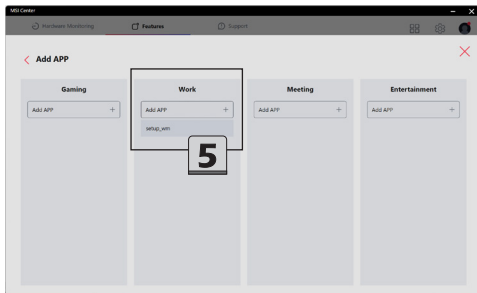 MSI Center
Hardware Monitoring Features Support
Add APP
Gaming Work Meeting Entertainment
Add APP + Add APP + Add APP + Add APP +
setup_wm
5